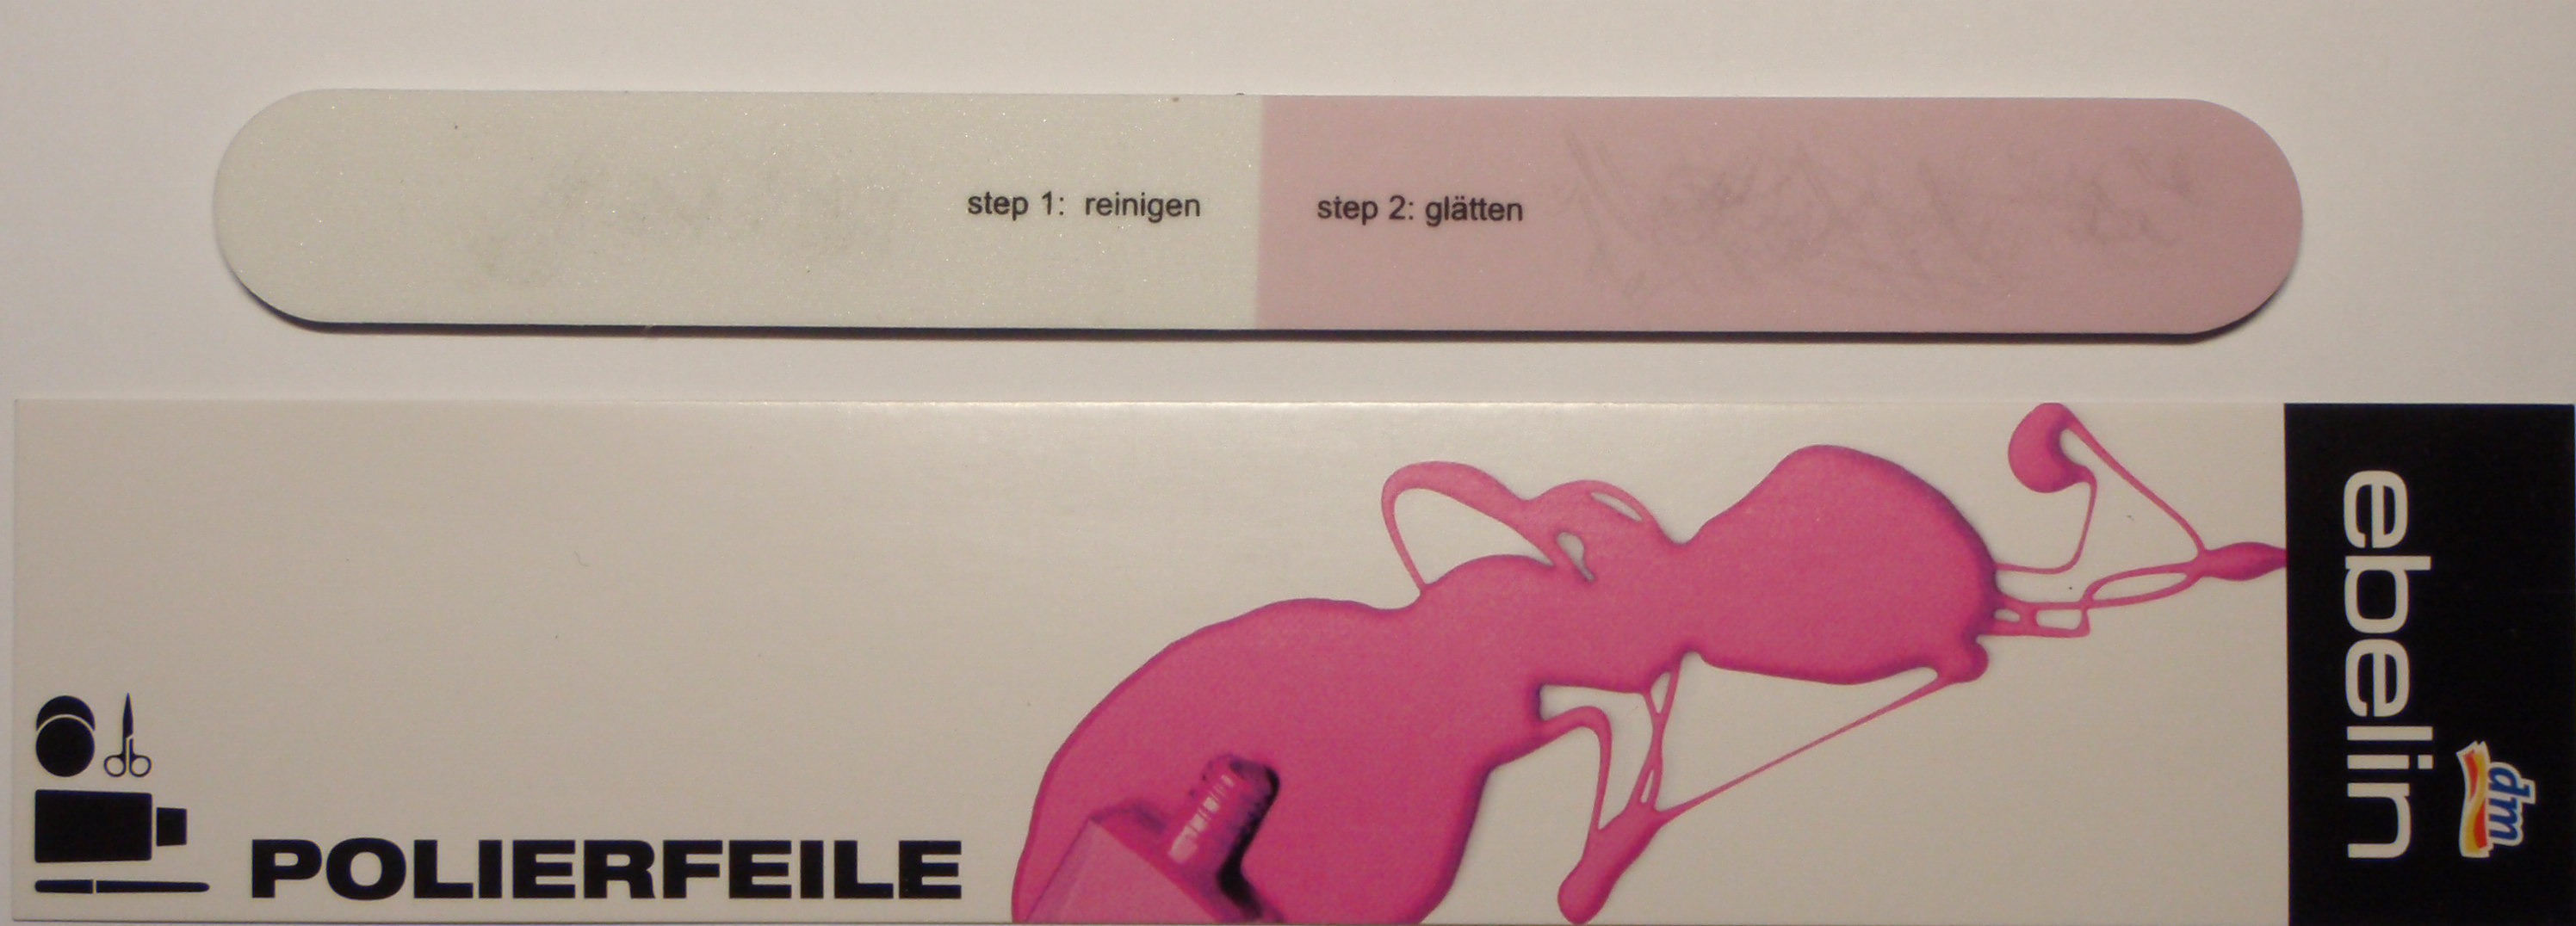 step 1: reinigen
step 2: glätten
POLIERFEILE
ebelin
dm